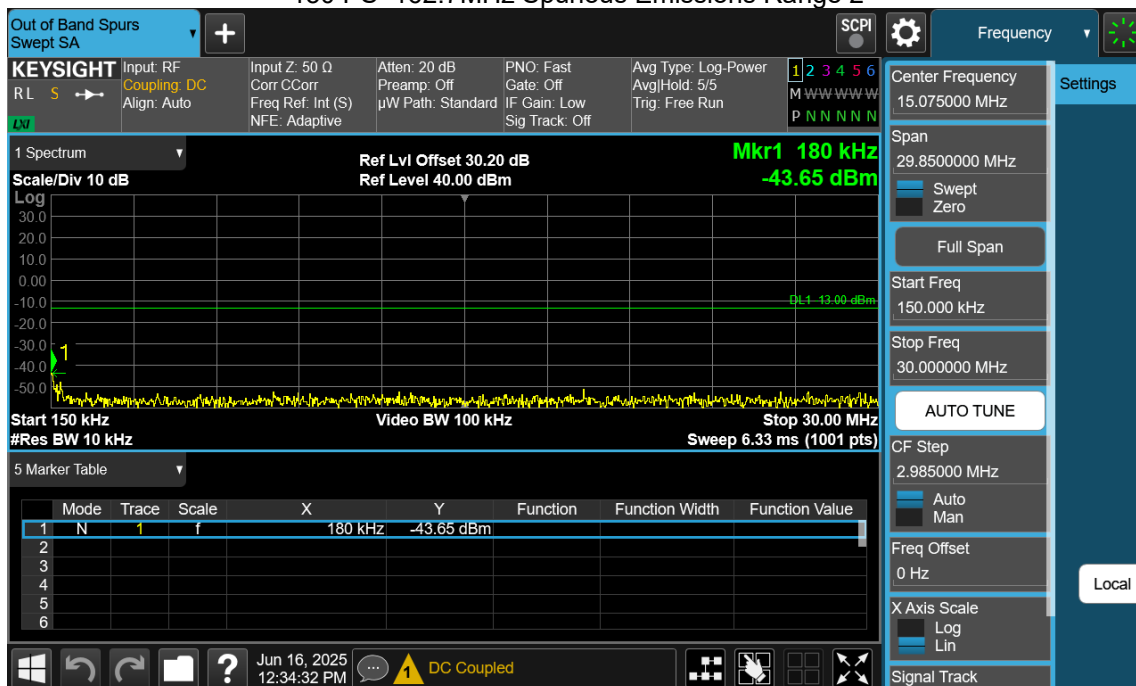 Out of Band Spurs
Swept SA
SCPI
Frequency
KEYSIGHT
RL S
LXI
Input: RF
Coupling: DC
Align: Auto
Input Z: 50 Ω
Corr CCorr
Freq Ref: Int (S)
NFE: Adaptive
Atten: 20 dB
Preamp: Off
µW Path: Standard
PNO: Fast
Gate: Off
IF Gain: Low
Sig Track: Off
Avg Type: Log-Power
Avg|Hold: 5/5
Trig: Free Run
1 2 3 4 5 6
M W W W W W
P N N N N N
1 Spectrum
Scale/Div 10 dB
Ref Lvl Offset 30.20 dB
Ref Level 40.00 dBm
Mkr1 180 kHz
-43.65 dBm
Log
30.0
20.0
10.0
0.00
-10.0
-20.0
-30.0
-40.0
-50.0
DL1 -13.00 dBm
1
Start 150 kHz
#Res BW 10 kHz
Video BW 100 kHz
Stop 30.00 MHz
Sweep 6.33 ms (1001 pts)
5 Marker Table
Mode Trace Scale X Y Function Function Width Function Value
1 N 1 f 180 kHz -43.65 dBm
2
3
4
5
6
Jun 16, 2025
12:34:32 PM
?
1
DC Coupled
Center Frequency
15.075000 MHz
Span
29.8500000 MHz
Swept
Zero
Full Span
Start Freq
150.000 kHz
Stop Freq
30.000000 MHz
AUTO TUNE
CF Step
2.985000 MHz
Auto
Man
Freq Offset
0 Hz
X Axis Scale
Log
Lin
Signal Track
Settings
Local